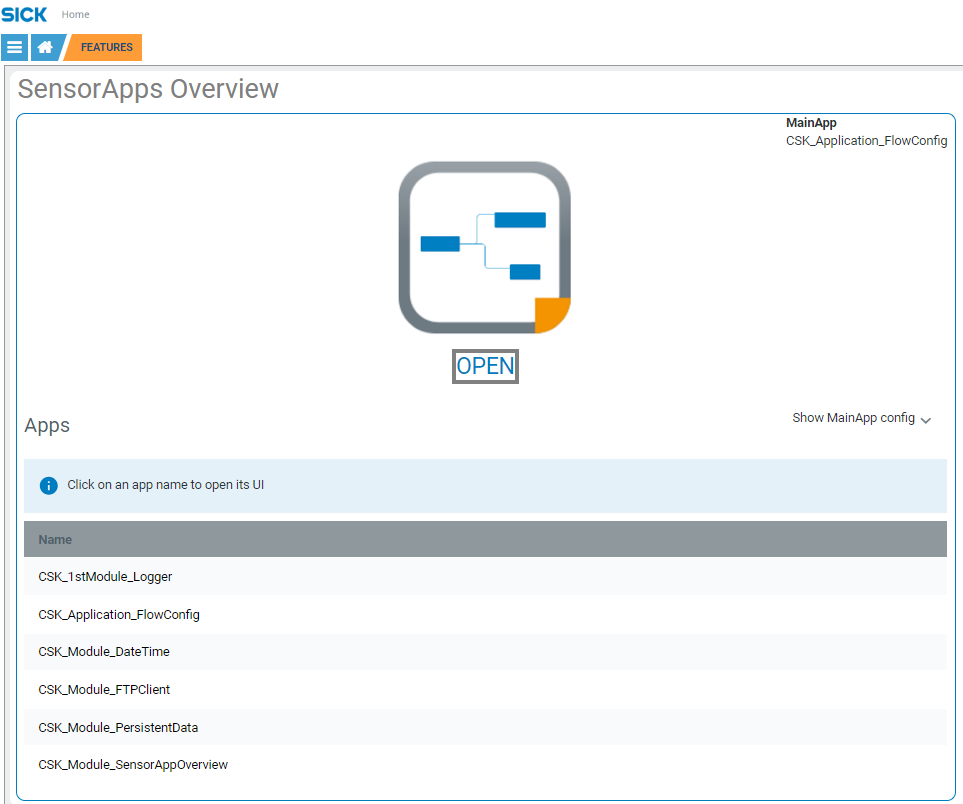 SICK Home
FEATURES
SensorApps Overview
MainApp
CSK_Application_FlowConfig
OPEN
Apps
Show MainApp config
Click on an app name to open its UI
Name
CSK_1stModule_Logger
CSK_Application_FlowConfig
CSK_Module_DateTime
CSK_Module_FTPClient
CSK_Module_PersistentData
CSK_Module_SensorAppOverview